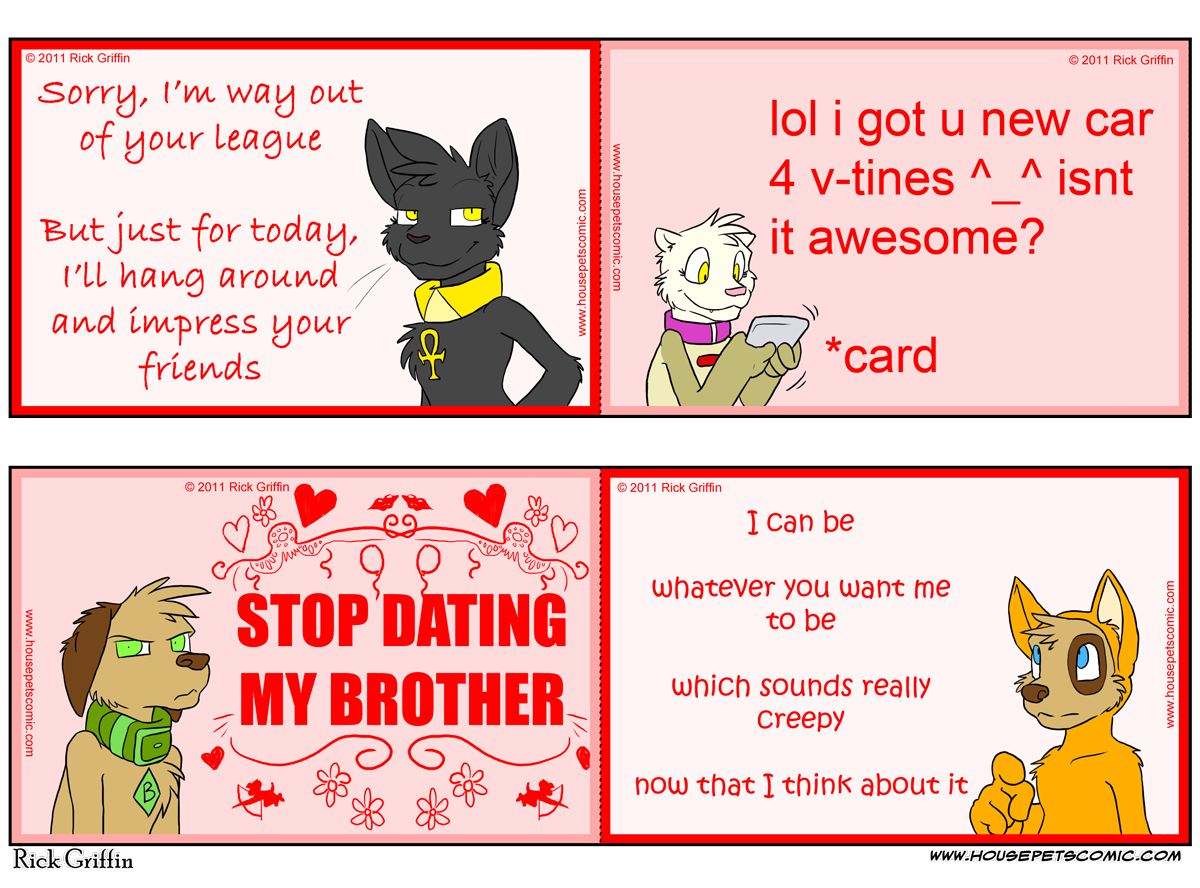 © 2011 Rick Griffin
Sorry, I'm way out
of your league
But just for today,
I'll hang around
and impress your
friends
www.housepetscomic.com
© 2011 Rick Griffin
www.housepetscomic.com
lol i got u new car
4 v-tines ^_^ isnt
it awesome?
*card
© 2011 Rick Griffin
www.housepetscomic.com
STOP DATING
MY BROTHER
B
© 2011 Rick Griffin
I can be
whatever you want me
to be
which sounds really
creepy
now that I think about it
www.housepetscomic.com
Rick Griffin
www.housepetscomic.com